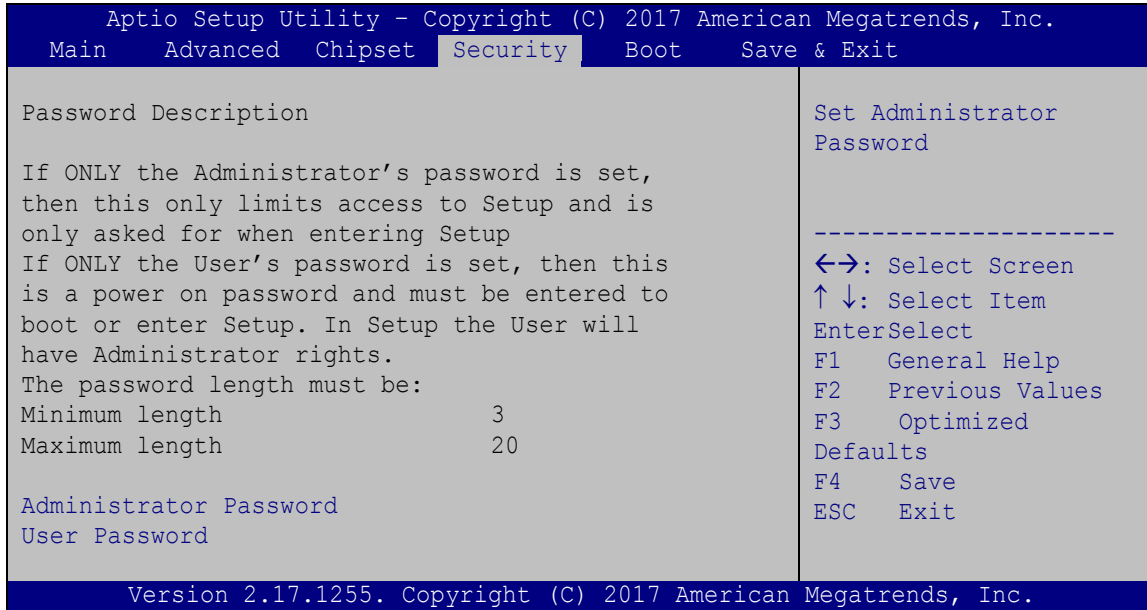 Aptio Setup Utility – Copyright (C) 2017 American Megatrends, Inc.
Main Advanced Chipset Security Boot Save & Exit
Password Description
If ONLY the Administrator’s password is set,
then this only limits access to Setup and is
only asked for when entering Setup
If ONLY the User’s password is set, then this
is a power on password and must be entered to
boot or enter Setup. In Setup the User will
have Administrator rights.
The password length must be:
Minimum length 3
Maximum length 20
Administrator Password
User Password
Set Administrator
Password
---------------------
←→: Select Screen
↑ ↓: Select Item
EnterSelect
F1 General Help
F2 Previous Values
F3 Optimized
Defaults
F4 Save
ESC Exit
Version 2.17.1255. Copyright (C) 2017 American Megatrends, Inc.